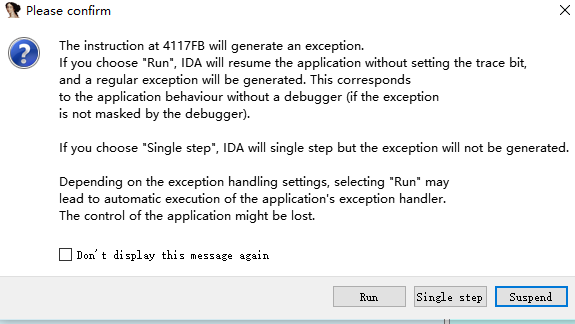 Please confirm
The instruction at 4117FB will generate an exception.
If you choose "Run", IDA will resume the application without setting the trace bit,
and a regular exception will be generated. This corresponds
to the application behaviour without a debugger (if the exception
is not masked by the debugger).
If you choose "Single step", IDA will single step but the exception will not be generated.
Depending on the exception handling settings, selecting "Run" may
lead to automatic execution of the application's exception handler.
The control of the application might be lost.
Don't display this message again
Run Single step Suspend